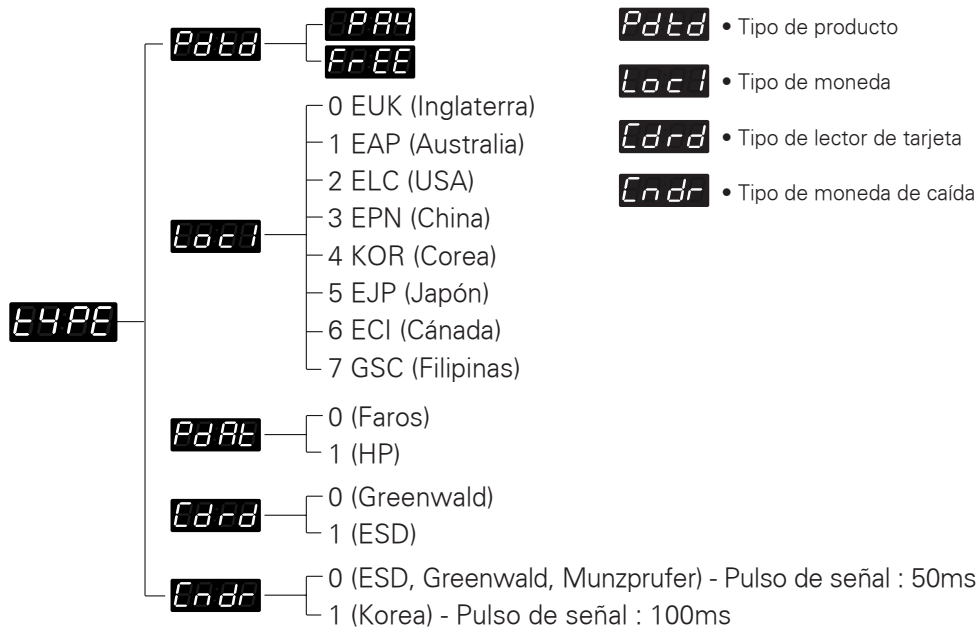 Pdtd
PAY
FrEE
Loc1
0 EUK (Inglaterra)
1 EAP (Australia)
2 ELC (USA)
3 EPN (China)
4 KOR (Corea)
5 EJP (Japón)
6 ECI (Cánada)
7 GSC (Filipinas)
tYPE
PdAt
0 (Faros)
1 (HP)
Cdrd
0 (Greenwald)
1 (ESD)
Cndr
0 (ESD, Greenwald, Munzprufer) - Pulso de señal : 50ms
1 (Korea) - Pulso de señal : 100ms
Pdtd • Tipo de producto
Loc1 • Tipo de moneda
Cdrd • Tipo de lector de tarjeta
Cndr • Tipo de moneda de caída